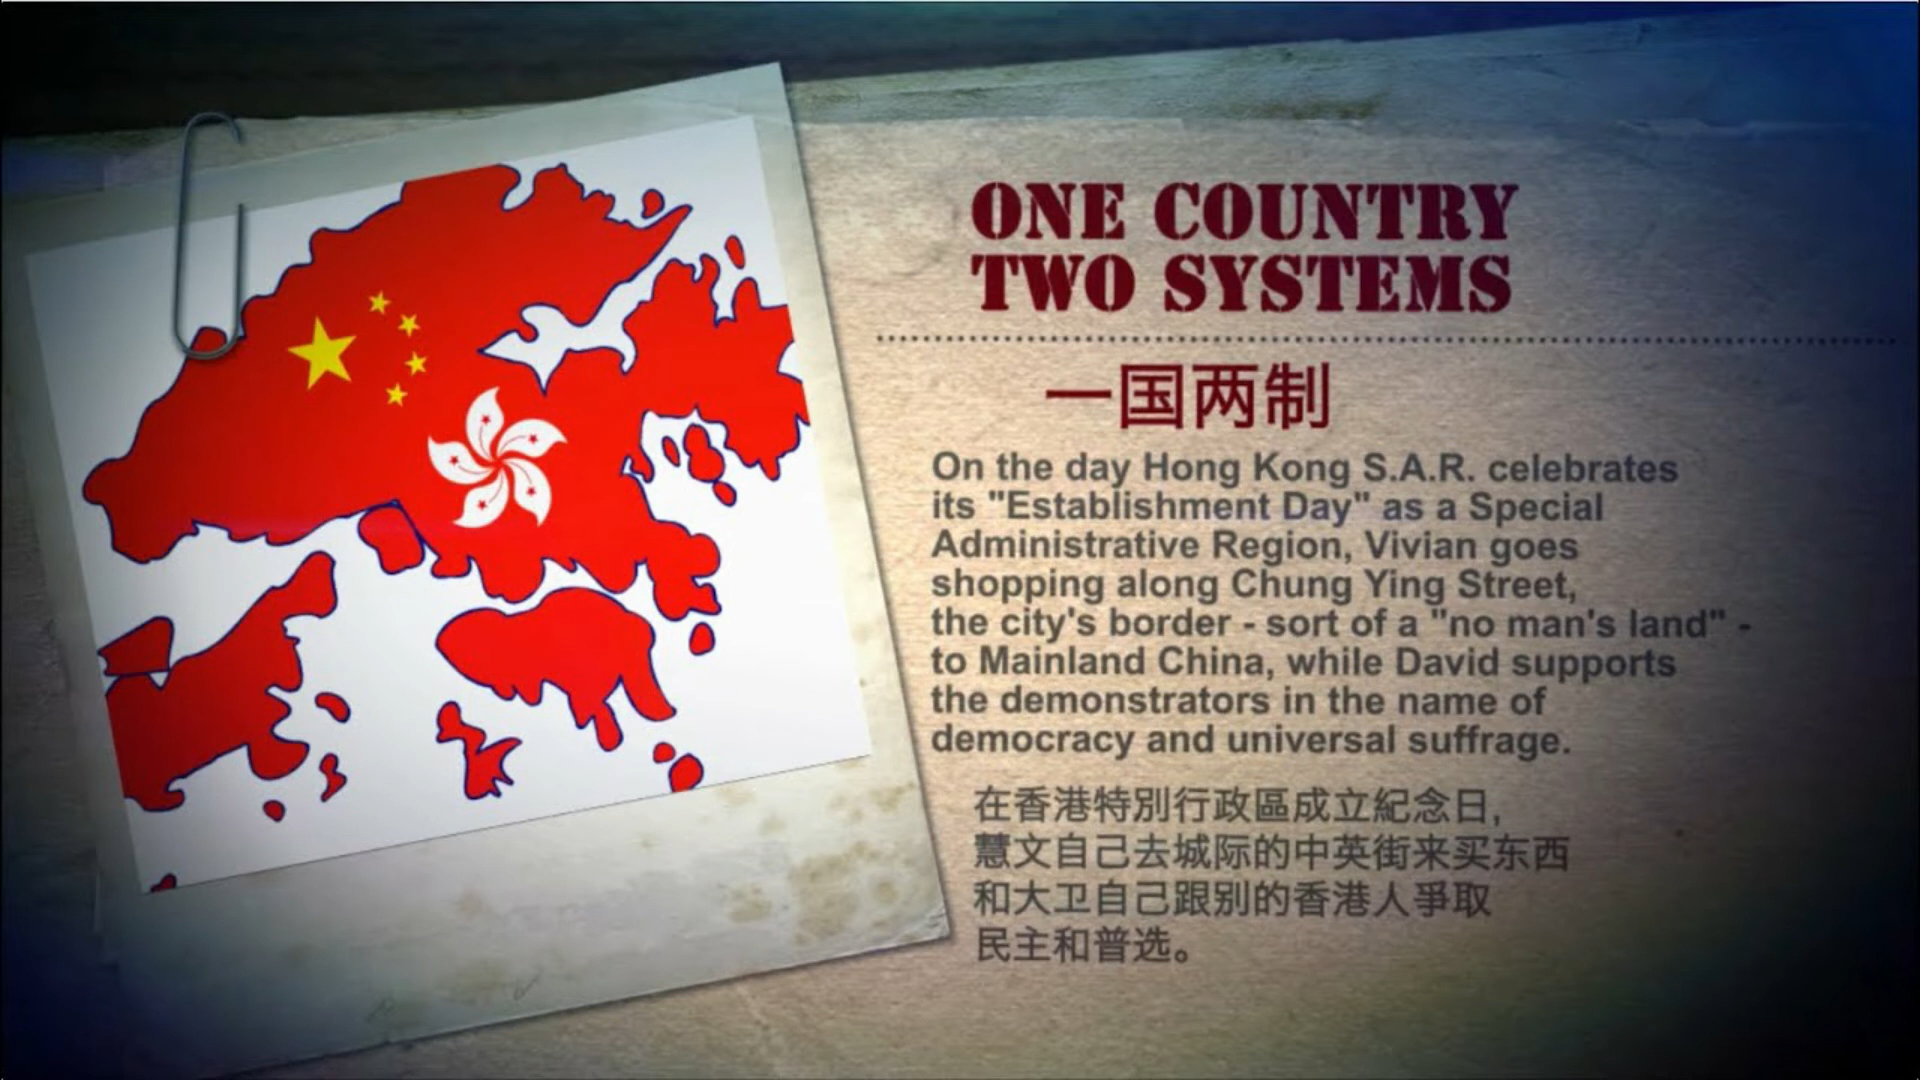 ONE COUNTRY
TWO SYSTEMS
一国两制
On the day Hong Kong S.A.R. celebrates
its "Establishment Day" as a Special
Administrative Region, Vivian goes
shopping along Chung Ying Street,
the city's border - sort of a "no man's land" -
to Mainland China, while David supports
the demonstrators in the name of
democracy and universal suffrage.
在香港特別行政區成立紀念日,
慧文自己去城际的中英街来买东西
和大卫自己跟别的香港人爭取
民主和普选。